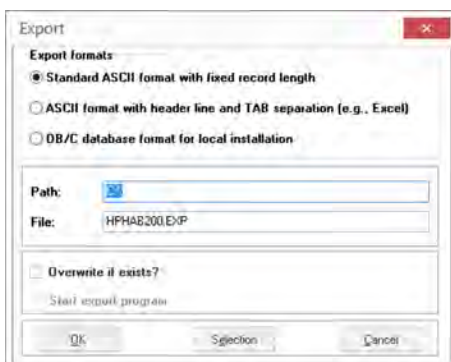 Export
Export formats
Standard ASCII format with fixed record length
ASCII format with header line and TAB separation (e.g., Excel)
DB/C database format for local installation
Path:
File: HPHAB200.EXP
Overwrite if exists?
Start export program
OK Selection Cancel